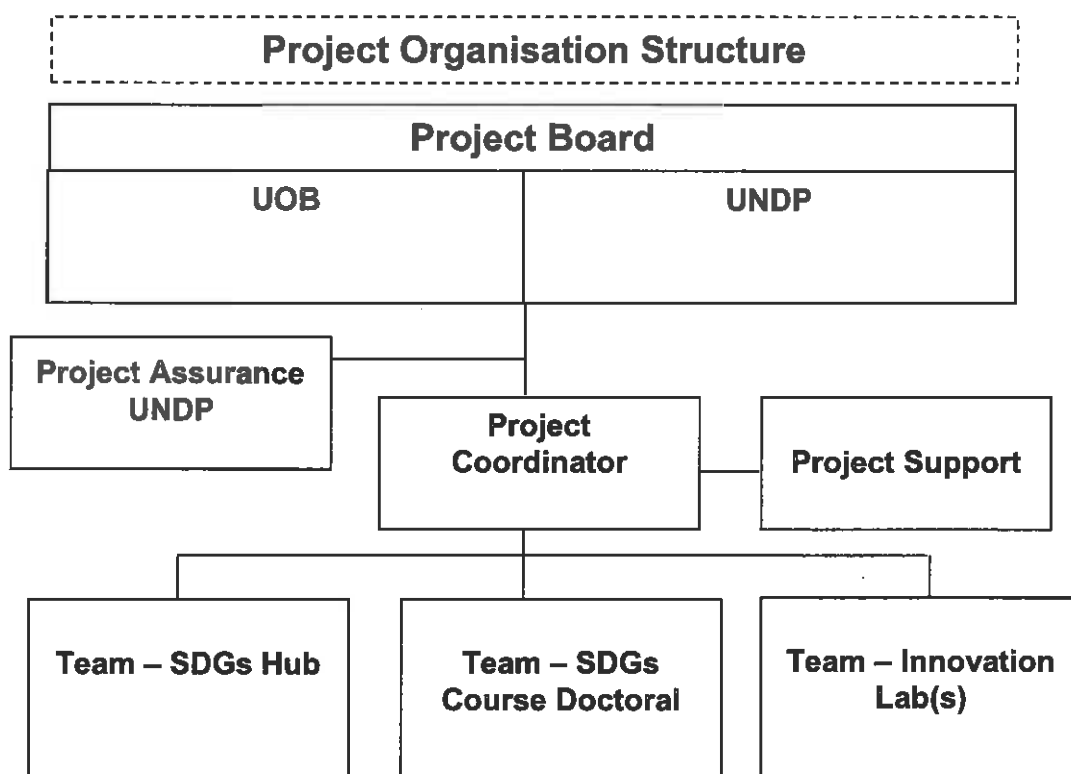 Project Organisation Structure
Project Board
UOB
UNDP
Project Assurance
UNDP
Project
Coordinator
Project Support
Team – SDGs Hub
Team – SDGs
Course Doctoral
Team – Innovation
Lab(s)